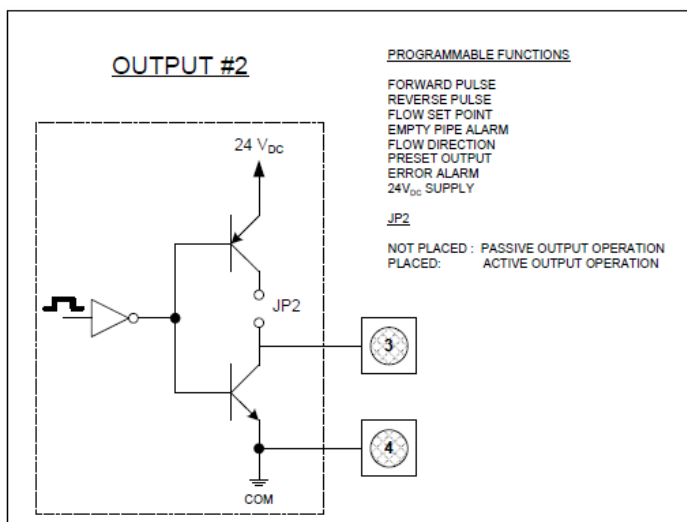 OUTPUT #2
24 VDC
JP2
3
4
COM
PROGRAMMABLE FUNCTIONS
FORWARD PULSE
REVERSE PULSE
FLOW SET POINT
EMPTY PIPE ALARM
FLOW DIRECTION
PRESET OUTPUT
ERROR ALARM
24VDC SUPPLY
JP2
NOT PLACED : PASSIVE OUTPUT OPERATION
PLACED: ACTIVE OUTPUT OPERATION